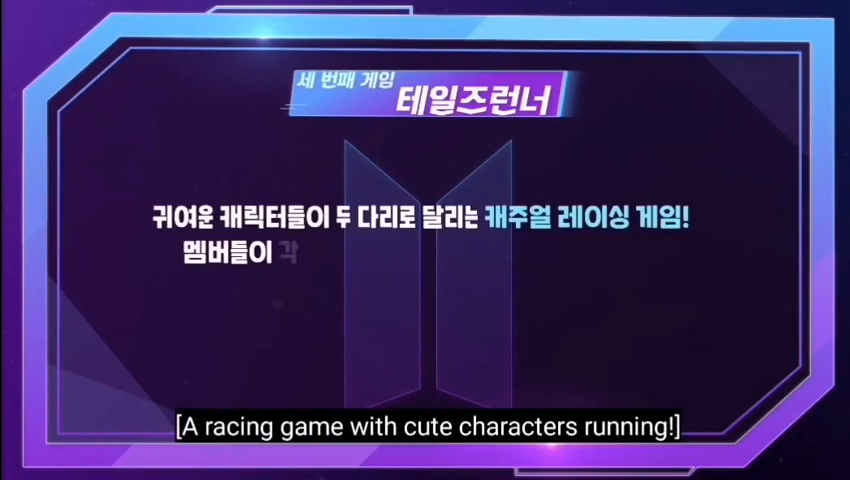 세 번째 게임
테일즈런너
귀여운 캐릭터들이 두 다리로 달리는 캐주얼 레이싱 게임!
멤버들이 각
[A racing game with cute characters running!]